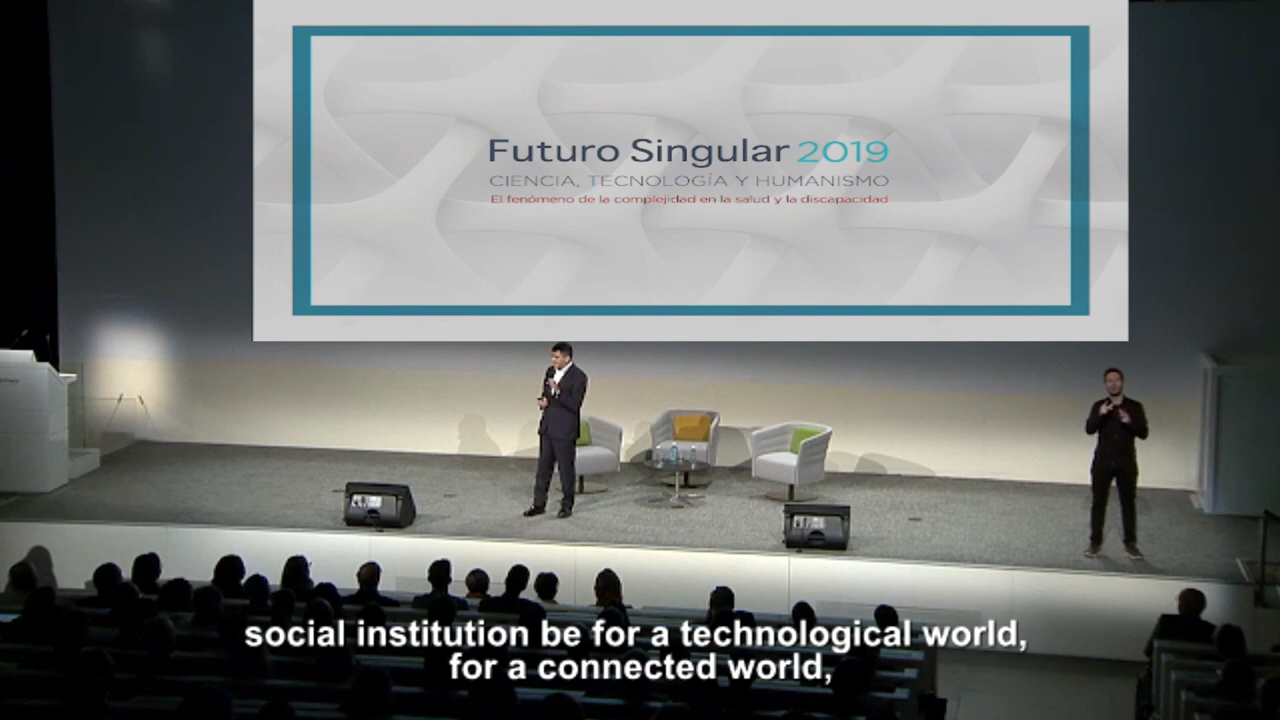 Futuro Singular 2019
CIENCIA, TECNOLOGÍA Y HUMANISMO
El fenómeno de la complejidad en la salud y la discapacidad
social institution be for a technological world,
for a connected world,